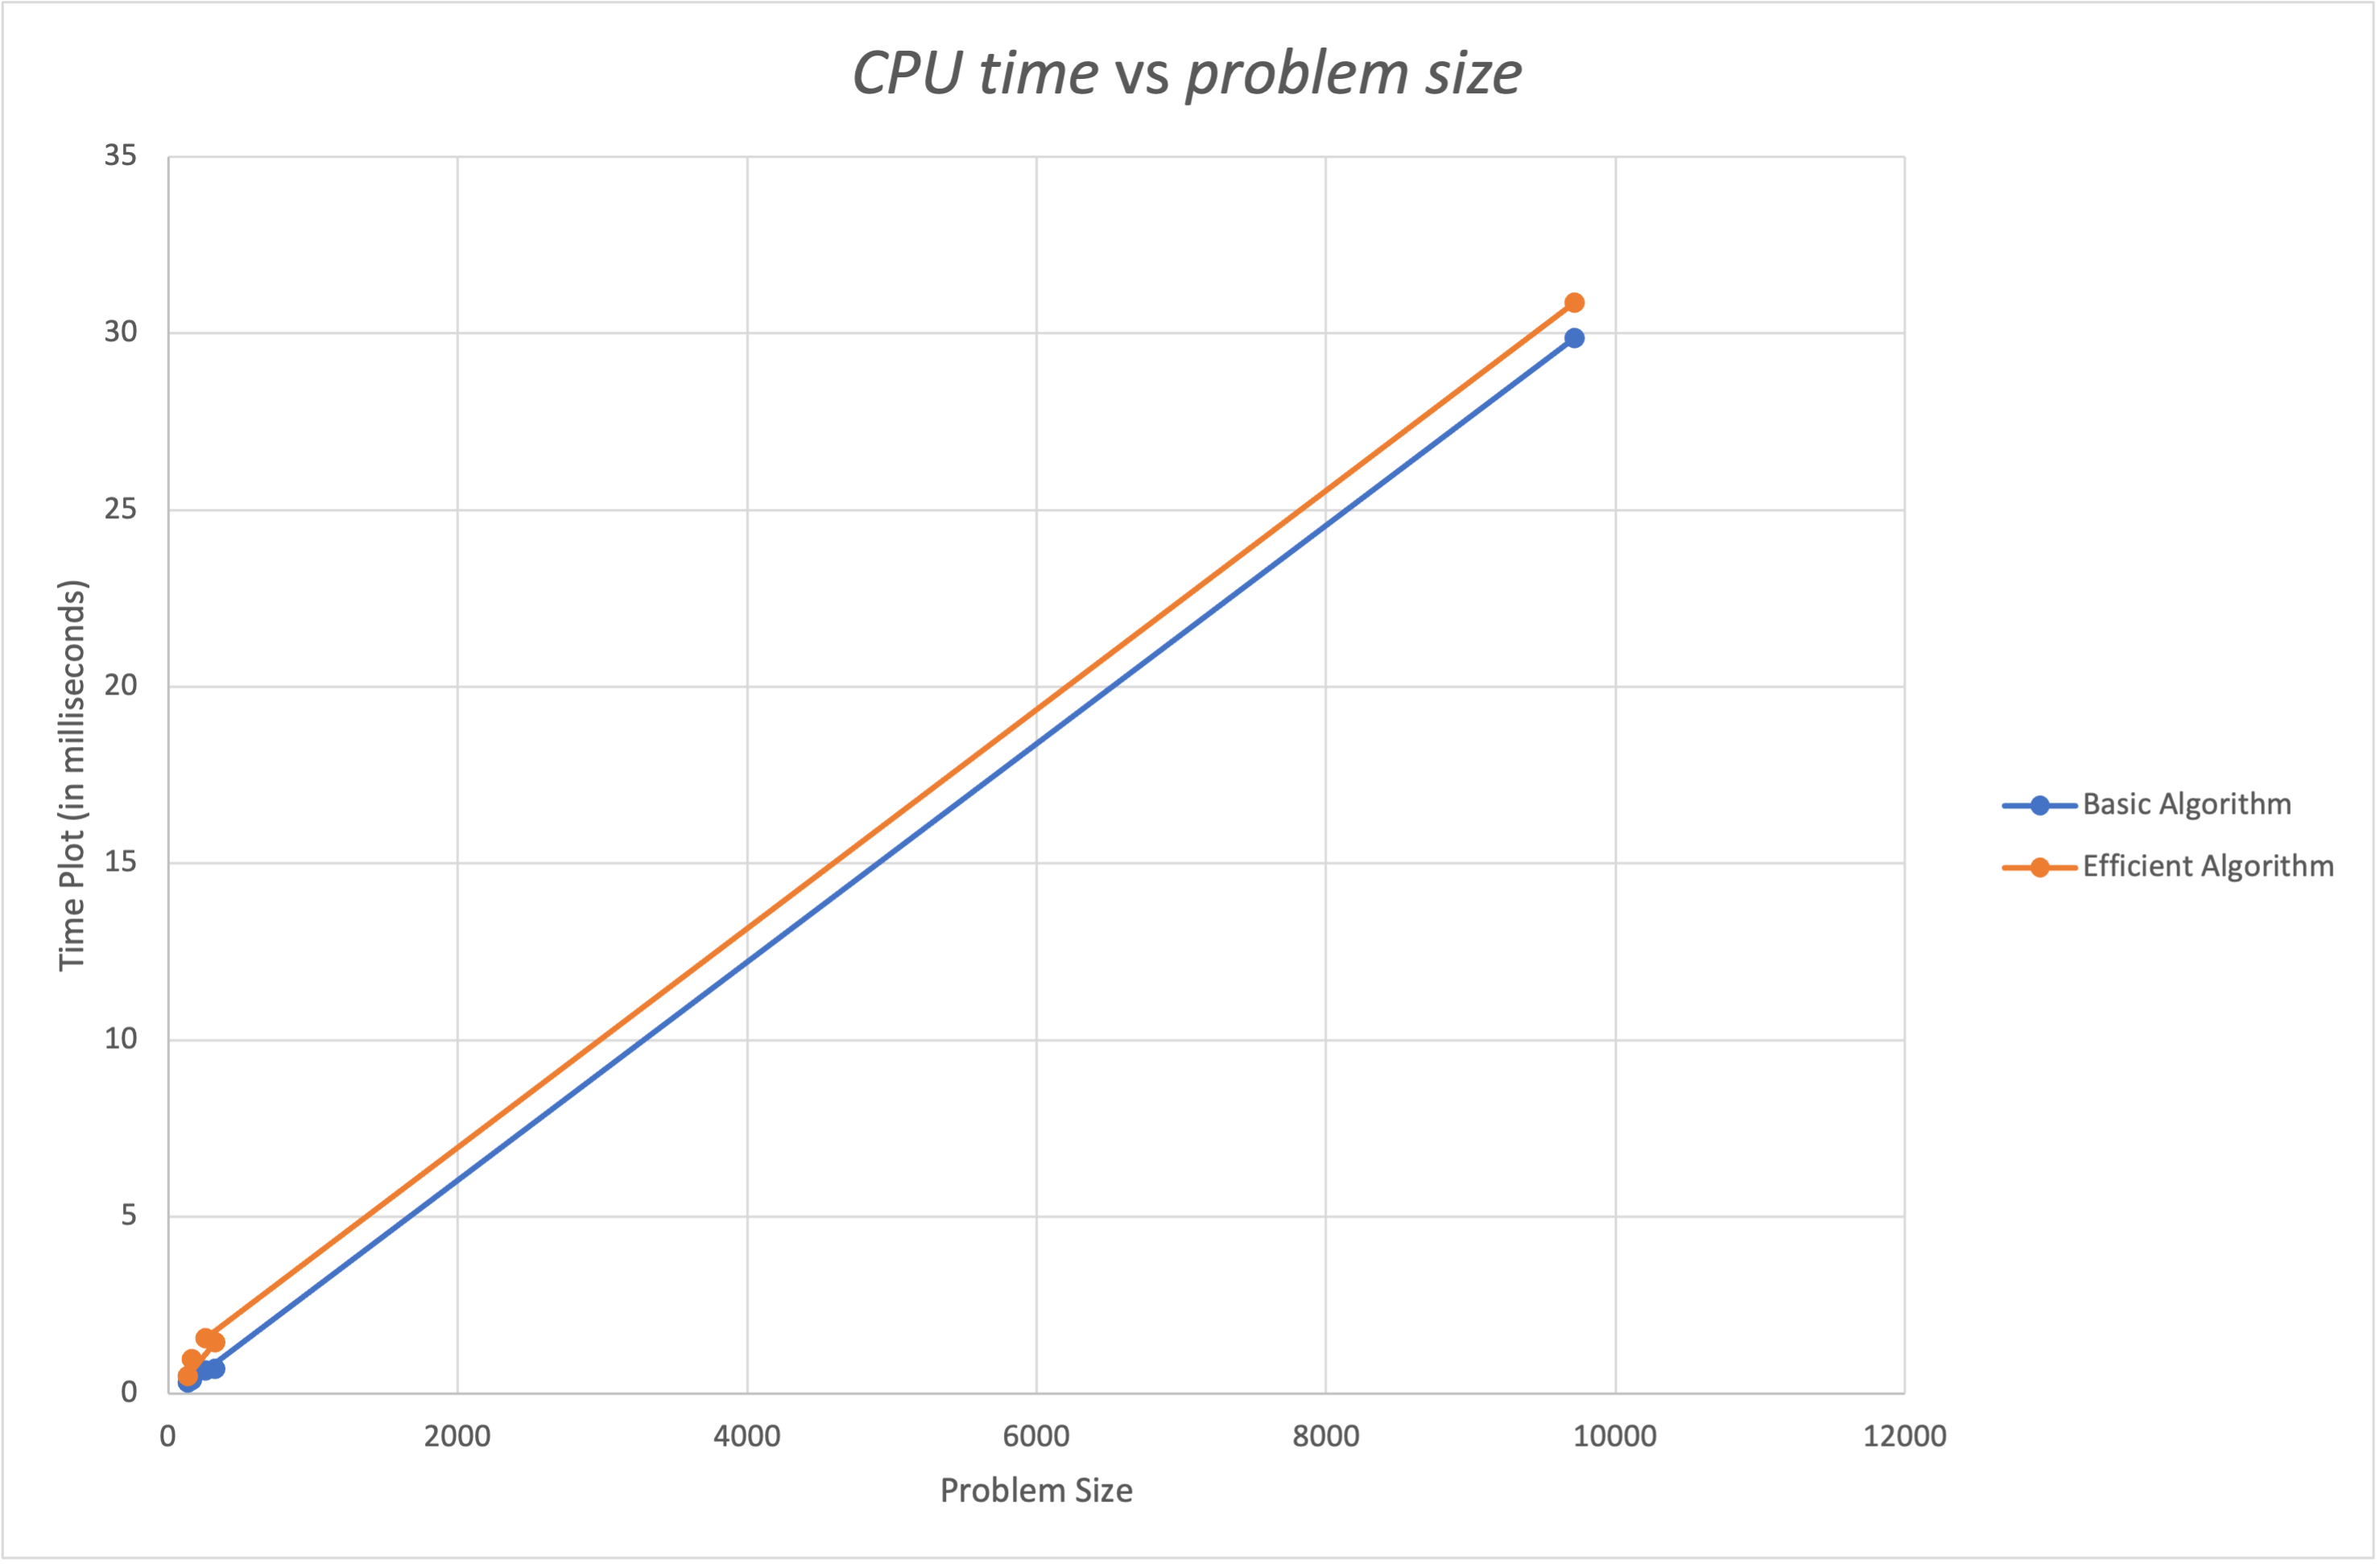 CPU time vs problem size
35
30
25
20
15
10
5
0
Time Plot (in milliseconds)
0 2000 4000 6000 8000 10000 12000
Problem Size
Basic Algorithm
Efficient Algorithm